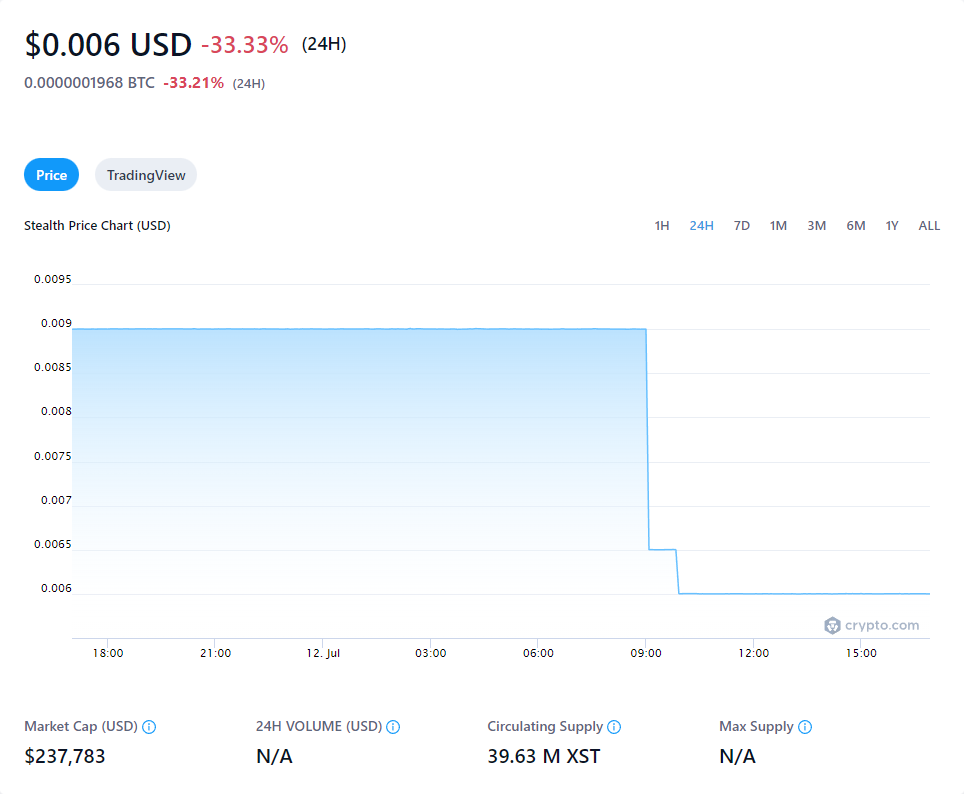 $0.006 USD -33.33% (24H)
0.0000001968 BTC -33.21% (24H)
Price TradingView
Stealth Price Chart (USD)
1H 24H 7D 1M 3M 6M 1Y ALL
0.0095
0.009
0.0085
0.008
0.0075
0.007
0.0065
0.006
crypto.com
18:00 21:00 12. Jul 03:00 06:00 09:00 12:00 15:00
Market Cap (USD) 24H VOLUME (USD) Circulating Supply Max Supply
$237,783 N/A 39.63 M XST N/A